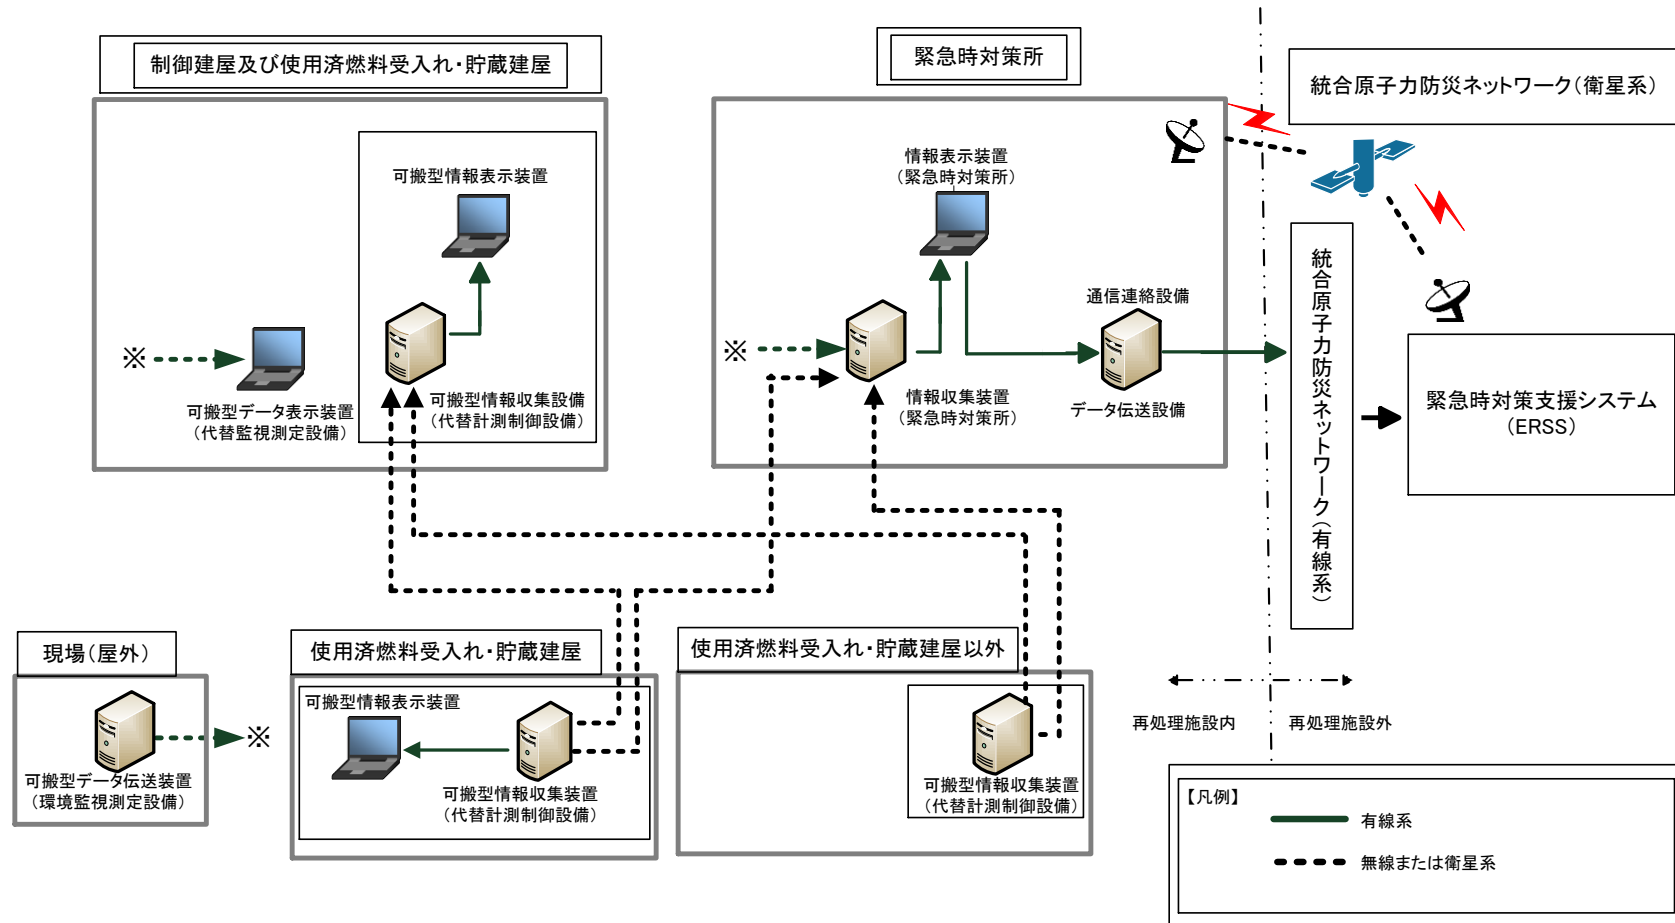 制御建屋及び使用済燃料受入れ・貯蔵建屋
緊急時対策所
統合原子力防災ネットワーク(衛星系)
可搬型情報表示装置
※
可搬型データ表示装置
(代替監視測定設備)
可搬型情報収集設備
(代替計測制御設備)
情報表示装置
(緊急時対策所)
※
情報収集装置
(緊急時対策所)
通信連絡設備
データ伝送設備
統合原子力防災ネットワーク(有線系)
緊急時対策支援システム
(ERSS)
現場(屋外)
可搬型データ伝送装置
(環境監視測定設備)
※
使用済燃料受入れ・貯蔵建屋
可搬型情報表示装置
可搬型情報収集装置
(代替計測制御設備)
使用済燃料受入れ・貯蔵建屋以外
可搬型情報収集装置
(代替計測制御設備)
再処理施設内
再処理施設外
【凡例】
有線系
無線または衛星系